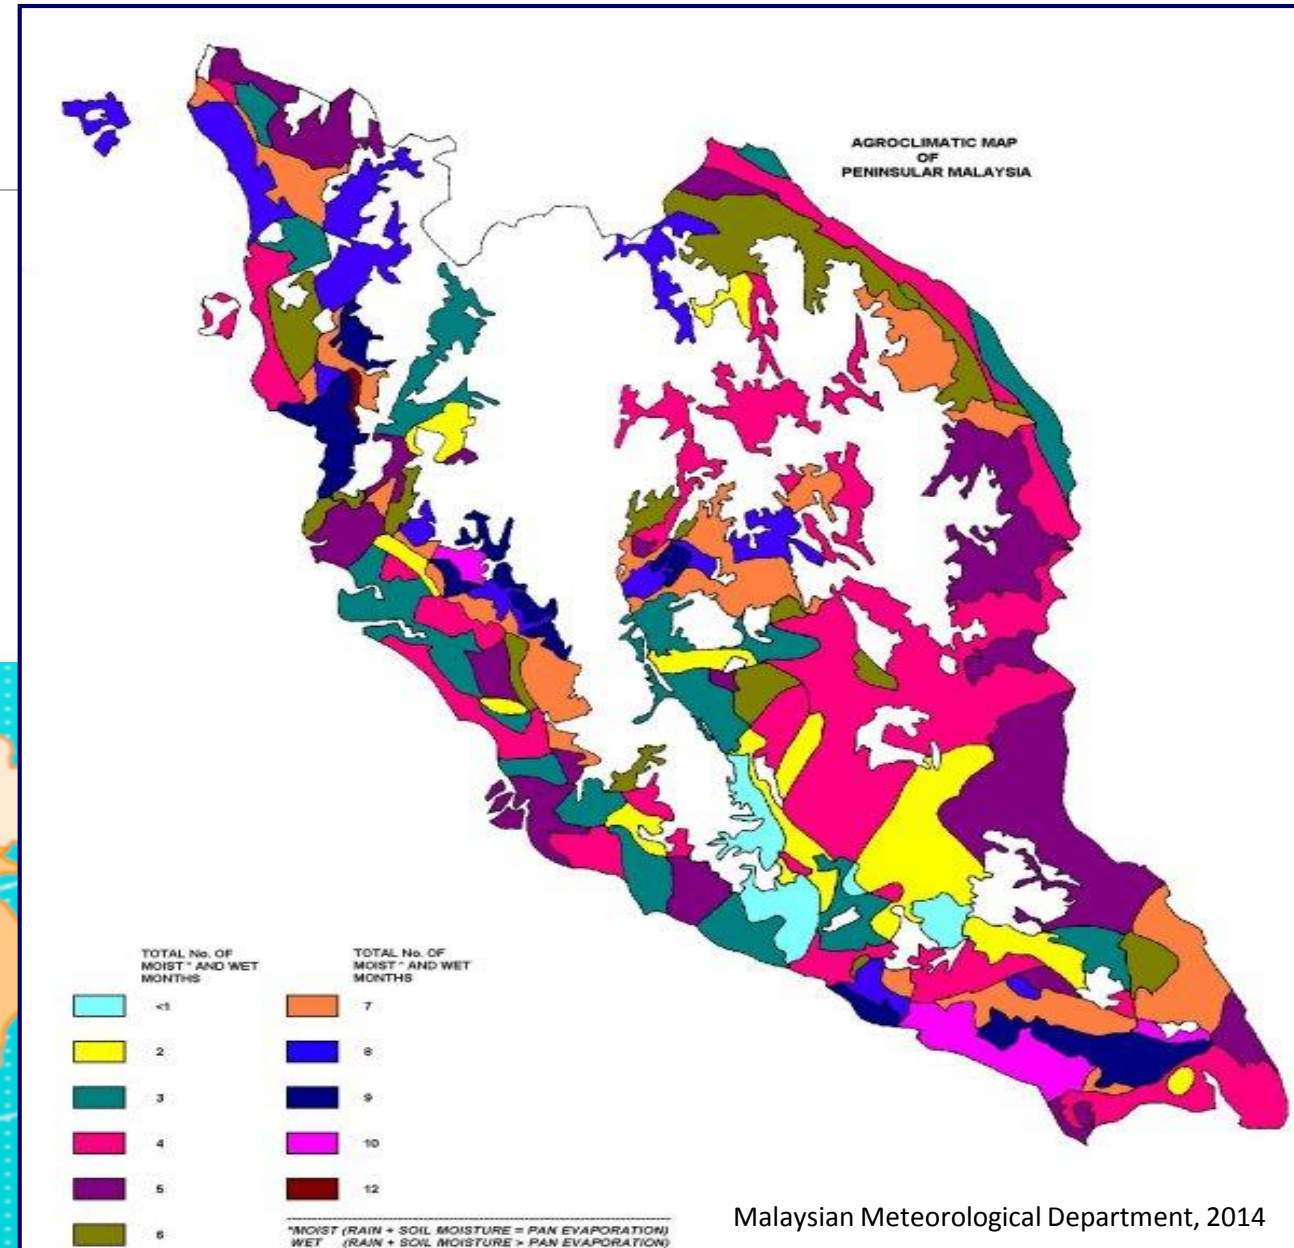 AGROCLIMATIC MAP
OF
PENINSULAR MALAYSIA
TOTAL No. OF
MOIST * AND WET
MONTHS
<1
2
3
4
5
6
TOTAL No. OF
MOIST * AND WET
MONTHS
7
8
9
10
12
*MOIST (RAIN + SOIL MOISTURE = PAN EVAPORATION)
WET (RAIN + SOIL MOISTURE > PAN EVAPORATION)
Malaysian Meteorological Department, 2014